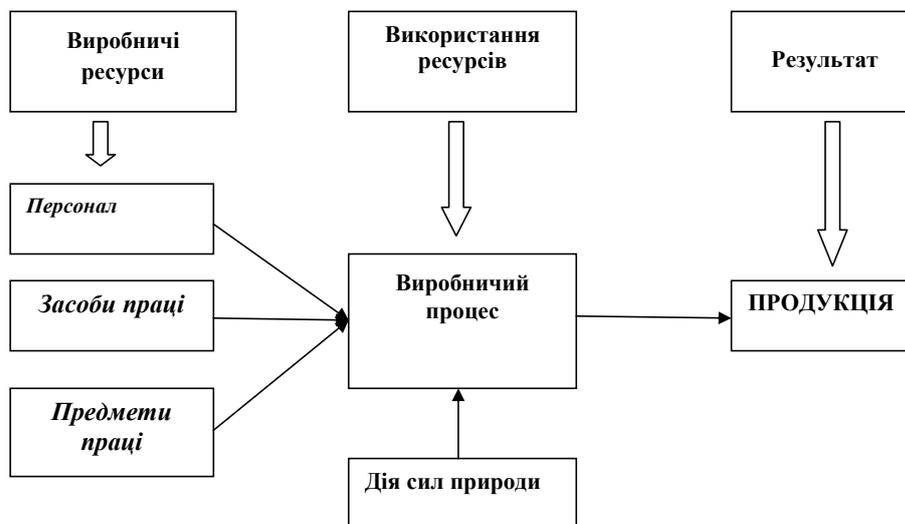 Виробничі
ресурси
Використання
ресурсів
Результат
Персонал
Засоби праці
Предмети
праці
Виробничий
процес
ПРОДУКЦІЯ
Дія сил природи